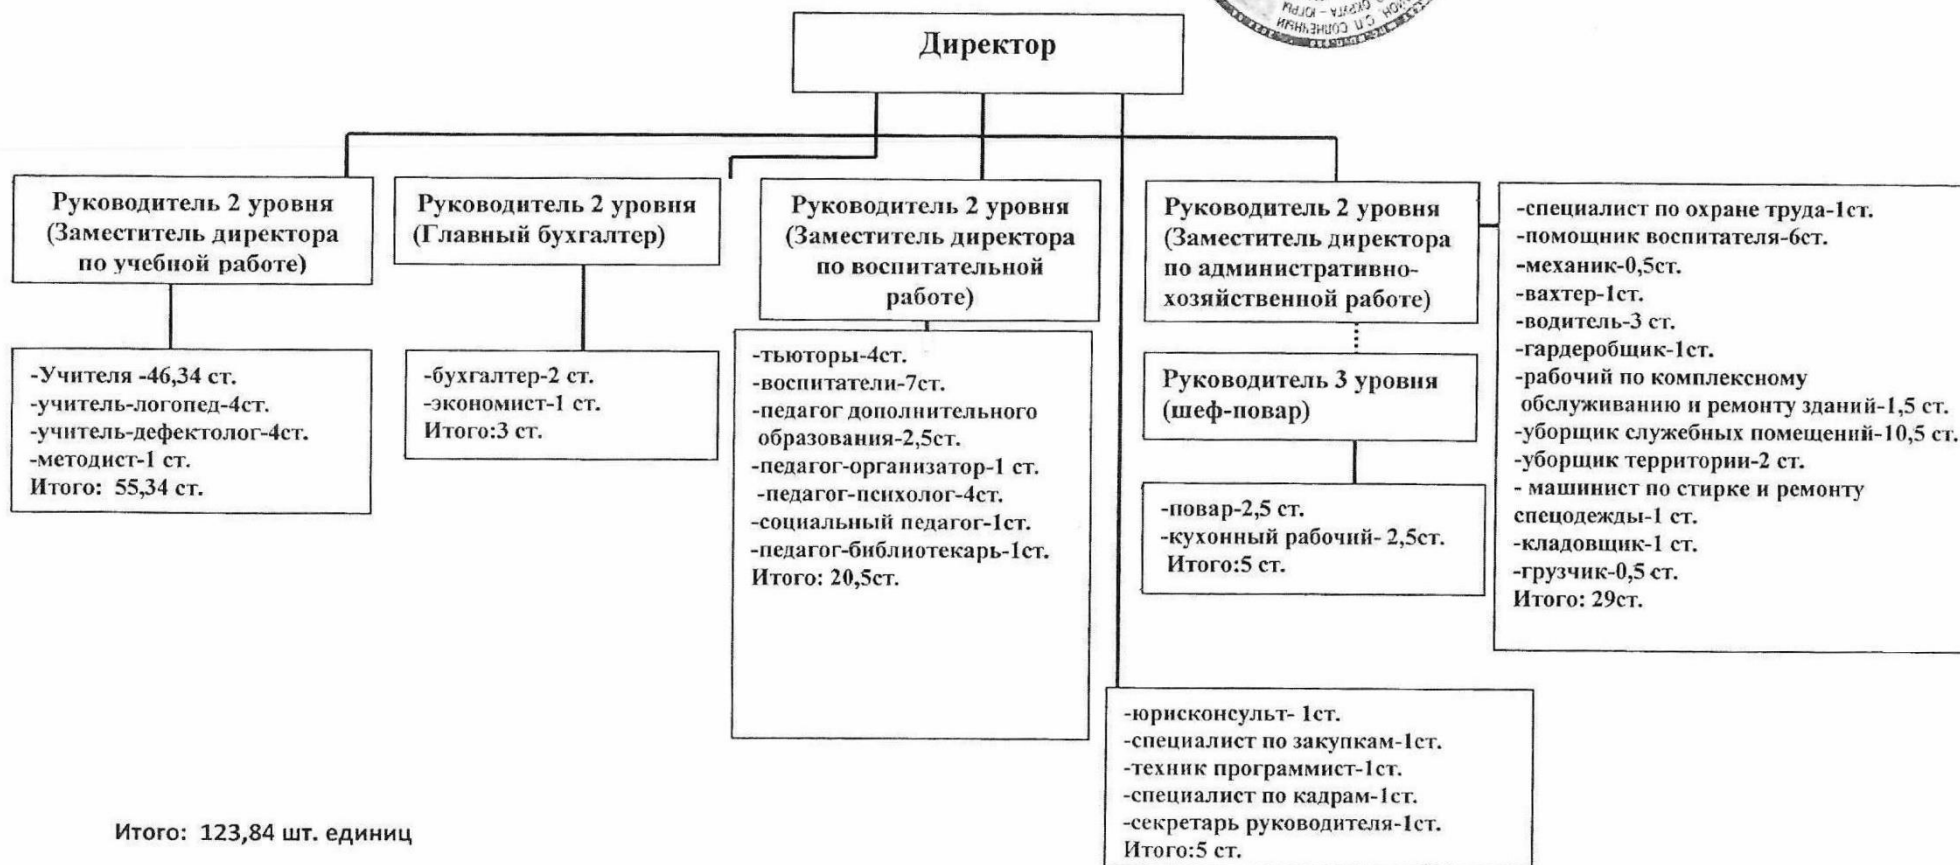 Директор
Руководитель 2 уровня
(Заместитель директора
по учебной работе)
-Учителя -46,34 ст.
-учитель-логопед-4ст.
-учитель-дефектолог-4ст.
-методист-1 ст.
Итого: 55,34 ст.
Руководитель 2 уровня
(Главный бухгалтер)
-бухгалтер-2 ст.
-экономист-1 ст.
Итого:3 ст.
Руководитель 2 уровня
(Заместитель директора
по воспитательной
работе)
-тьюторы-4ст.
-воспитатели-7ст.
-педагог дополнительного
образования-2,5ст.
-педагог-организатор-1 ст.
-педагог-психолог-4ст.
-социальный педагог-1ст.
-педагог-библиотекарь-1ст.
Итого: 20,5ст.
Руководитель 2 уровня
(Заместитель директора
по административно-
хозяйственной работе)
Руководитель 3 уровня
(шеф-повар)
-повар-2,5 ст.
-кухонный рабочий- 2,5ст.
Итого:5 ст.
-специалист по охране труда-1ст.
-помощник воспитателя-6ст.
-механик-0,5ст.
-вахтер-1ст.
-водитель-3 ст.
-гардеробщик-1ст.
-рабочий по комплексному
обслуживанию и ремонту зданий-1,5 ст.
-уборщик служебных помещений-10,5 ст.
-уборщик территории-2 ст.
- машинист по стирке и ремонту
спецодежды-1 ст.
-кладовщик-1 ст.
-грузчик-0,5 ст.
Итого: 29ст.
-юрисконсульт- 1ст.
-специалист по закупкам-1ст.
-техник программист-1ст.
-специалист по кадрам-1ст.
-секретарь руководителя-1ст.
Итого:5 ст.
Итого: 123,84 шт. единиц
ОКРУГА - ЮГРЫ
С.П. СОЛНЕЧНЫЙ